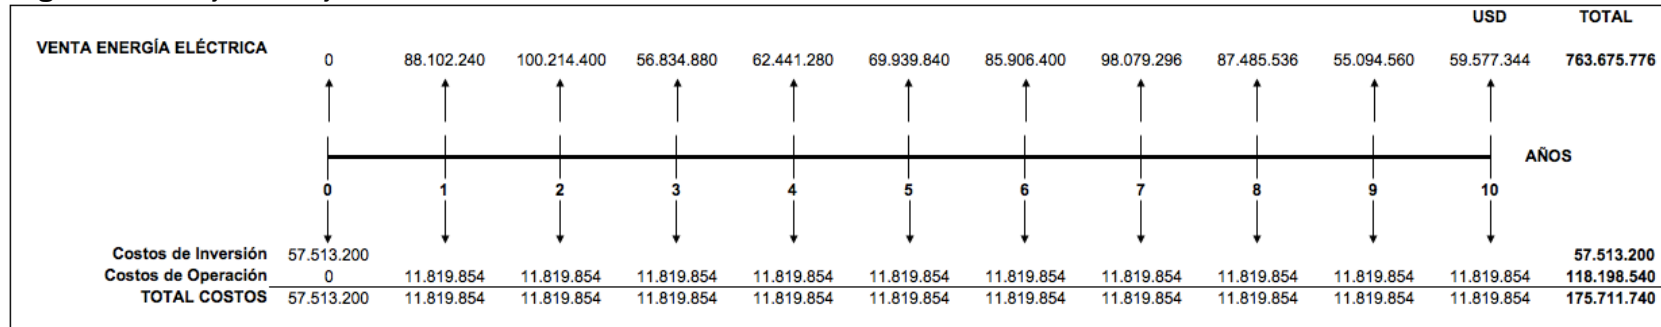 USD TOTAL
VENTA ENERGÍA ELÉCTRICA
0 88.102.240 100.214.400 56.834.880 62.441.280 69.939.840 85.906.400 98.079.296 87.485.536 55.094.560 59.577.344 763.675.776
AÑOS
0 1 2 3 4 5 6 7 8 9 10
Costos de Inversión 57.513.200 57.513.200
Costos de Operación 0 11.819.854 11.819.854 11.819.854 11.819.854 11.819.854 11.819.854 11.819.854 11.819.854 11.819.854 11.819.854 118.198.540
TOTAL COSTOS 57.513.200 11.819.854 11.819.854 11.819.854 11.819.854 11.819.854 11.819.854 11.819.854 11.819.854 11.819.854 11.819.854 175.711.740